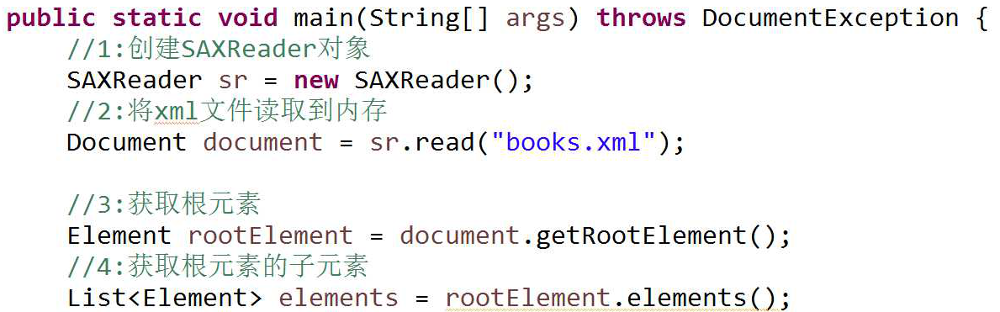 public static void main(String[] args) throws DocumentException {
//1:创建SAXReader对象
SAXReader sr = new SAXReader();
//2:将xml文件读取到内存
Document document = sr.read("books.xml");
//3:获取根元素
Element rootElement = document.getRootElement();
//4:获取根元素的子元素
List<Element> elements = rootElement.elements();